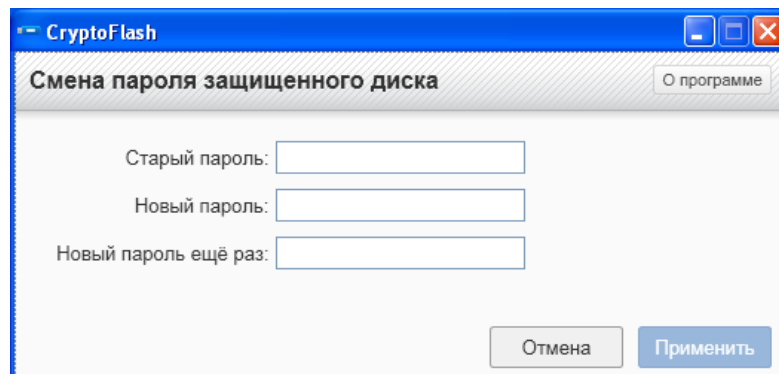 CryptoFlash
Смена пароля защищенного диска
О программе
Старый пароль:
Новый пароль:
Новый пароль ещё раз:
Отмена
Применить